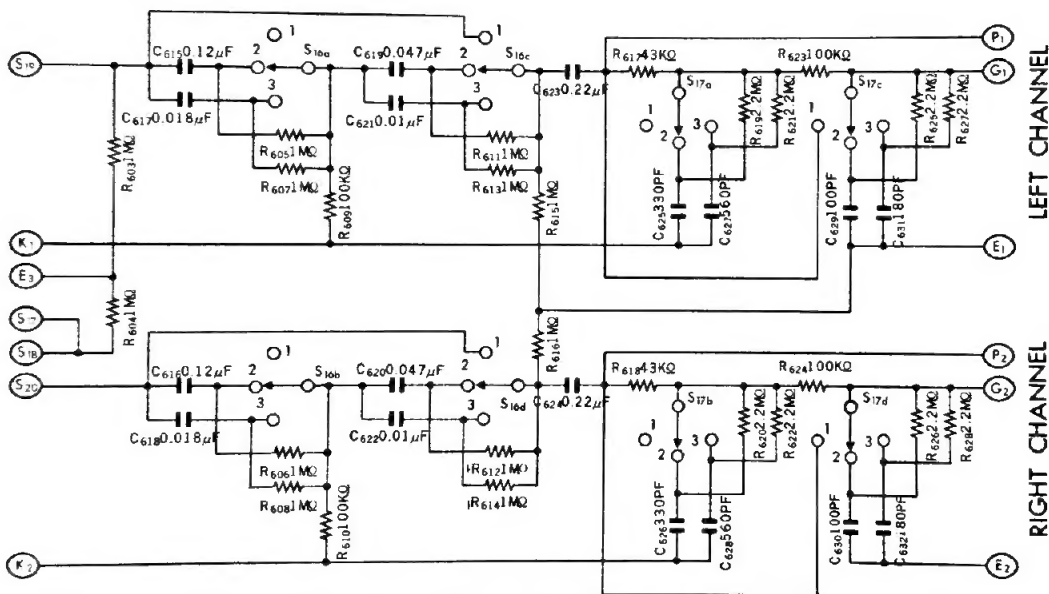 1
1
C615 0.12µF
2
S16a
C619 0.047µF
2
S16c
P1
S19
R617 43KΩ
R623 100KΩ
G1
3
3
C623 0.22µF
S17a
S17c
C617 0.018µF
C621 0.01µF
R619 2.2MΩ
R621 2.2MΩ
R625 2.2MΩ
R627 2.2MΩ
1
3
1
3
2
2
R603 1MΩ
R605 1MΩ
R611 1MΩ
R607 1MΩ
R613 1MΩ
R609 100KΩ
R615 1MΩ
C625 330PF
C627 560PF
C629 100PF
C631 180PF
LEFT CHANNEL
K1
E1
E3
R604 1MΩ
S18
1
1
R616 1MΩ
P2
C616 0.12µF
2
S16b
C620 0.047µF
2
R618 43KΩ
R624 100KΩ
S20
G2
3
3
S16d
C624 0.22µF
S17b
S17d
C618 0.018µF
C622 0.01µF
R620 2.2MΩ
R622 2.2MΩ
R626 2.2MΩ
R628 2.2MΩ
1
3
1
3
2
2
R606 1MΩ
R612 1MΩ
R608 1MΩ
R614 1MΩ
R610 100KΩ
C626 330PF
C628 560PF
C630 100PF
C632 180PF
RIGHT CHANNEL
K2
E2